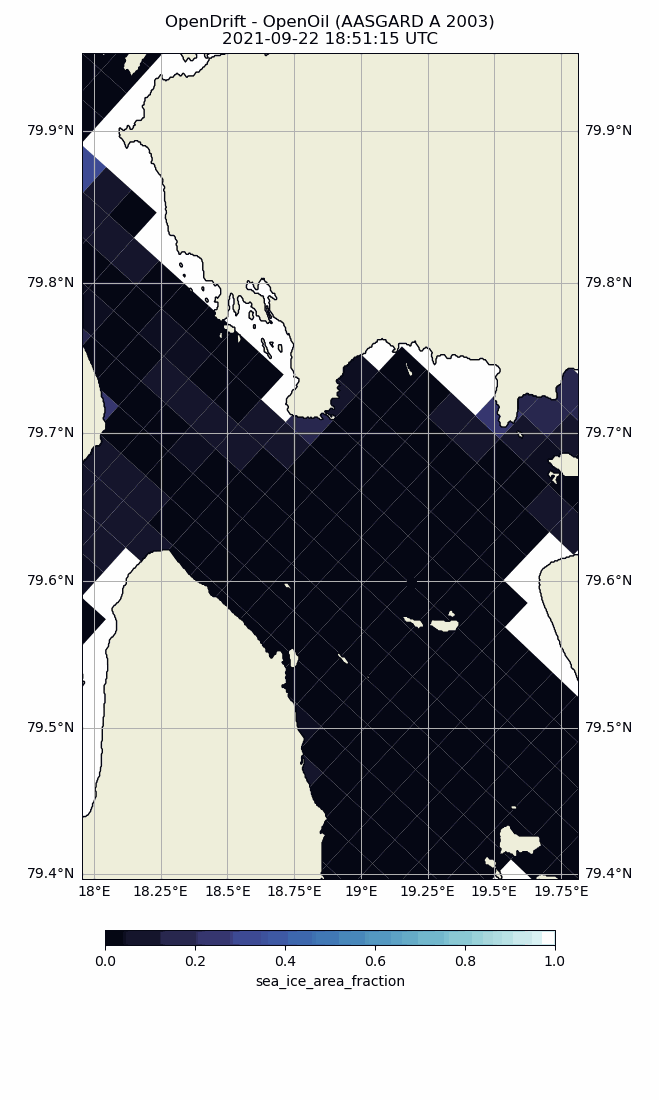 OpenDrift - OpenOil (AASGARD A 2003)
2021-09-22 18:51:15 UTC
79.9°N 79.9°N
79.8°N 79.8°N
79.7°N 79.7°N
79.6°N 79.6°N
79.5°N 79.5°N
79.4°N 79.4°N
18°E 18.25°E 18.5°E 18.75°E 19°E 19.25°E 19.5°E 19.75°E
0.0 0.2 0.4 0.6 0.8 1.0
sea_ice_area_fraction